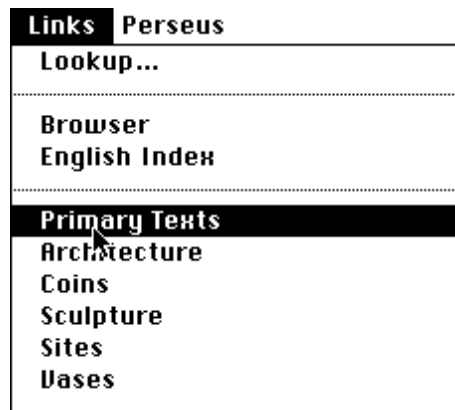 Links Perseus
Lookup...
Browser
English Index
Primary Texts
Architecture
Coins
Sculpture
Sites
Vases